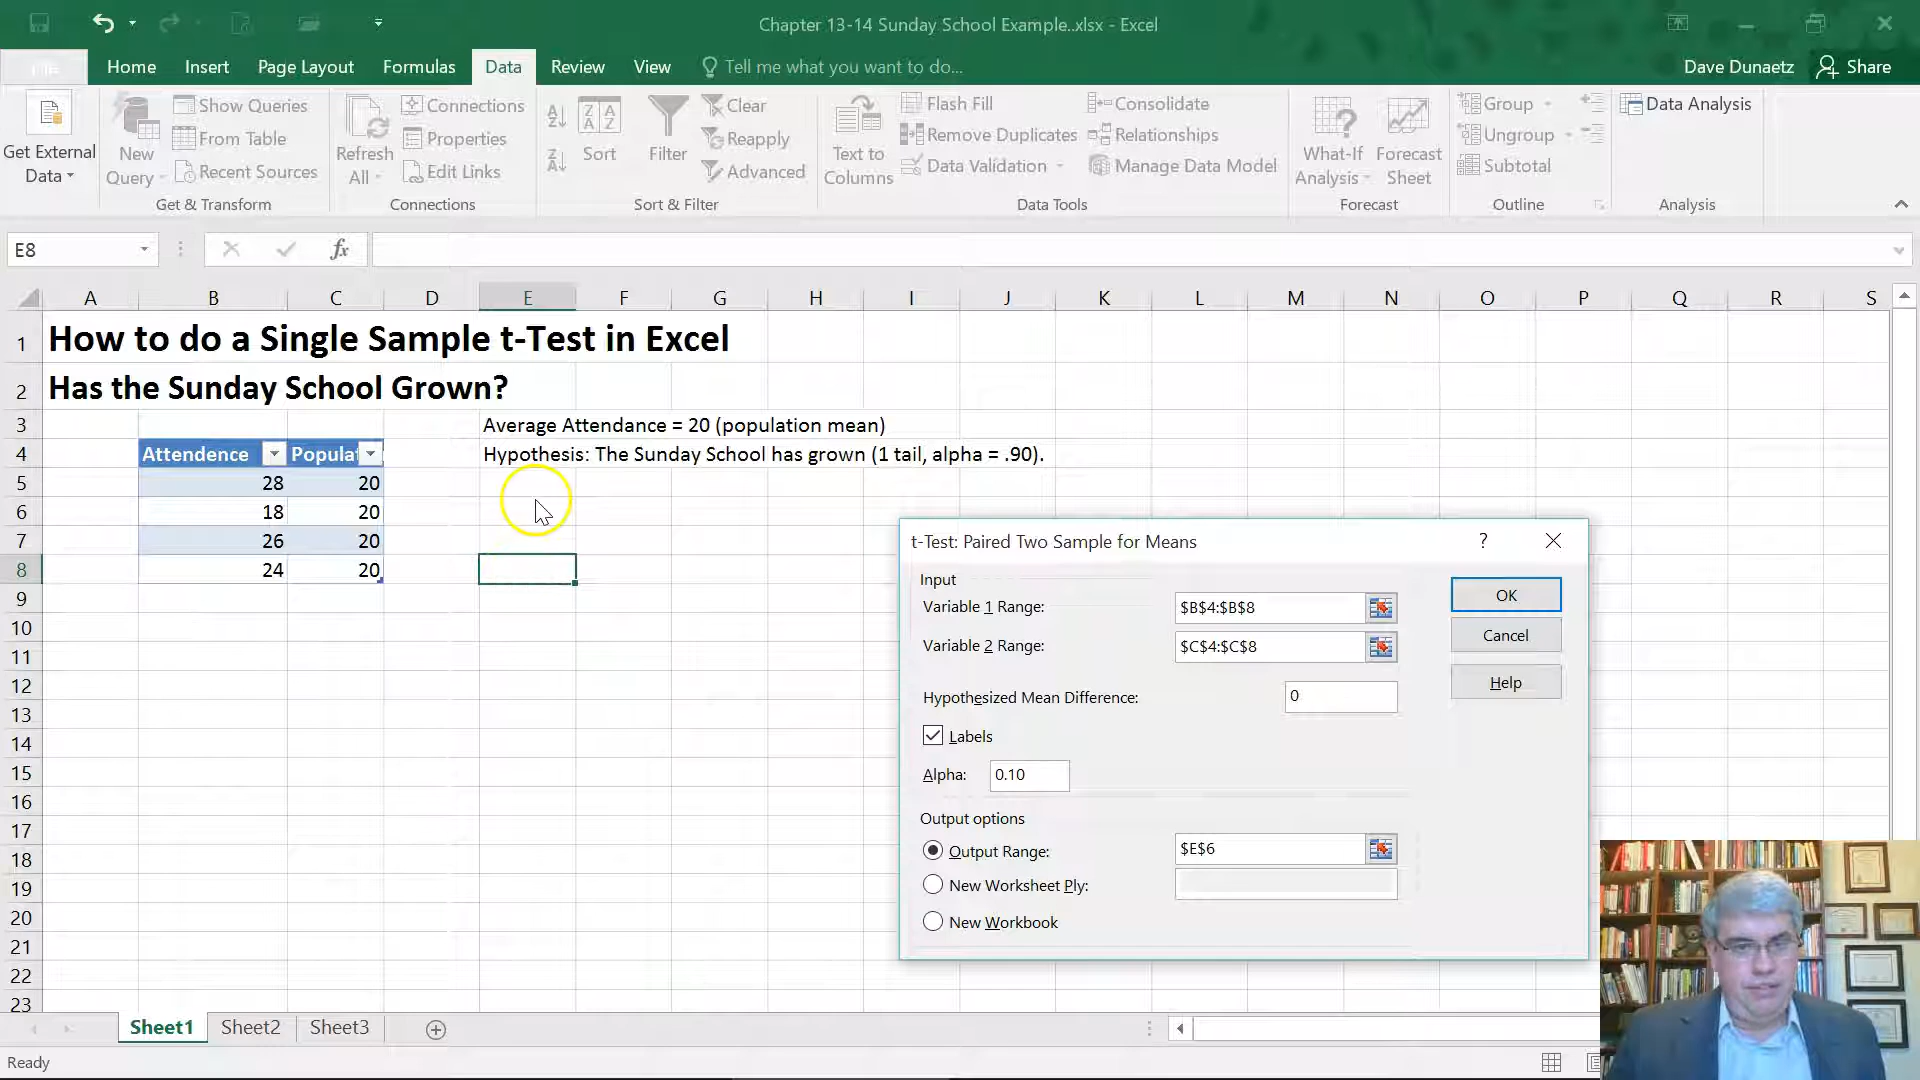 Chapter 13-14 Sunday School Example..xlsx - Excel
Home Insert Page Layout Formulas Data Review View Tell me what you want to do... Dave Dunaetz Share
Get External Data
New Query
Show Queries
From Table
Recent Sources
Get & Transform
Refresh All
Connections
Properties
Edit Links
Connections
Sort
Filter
Clear
Reapply
Advanced
Sort & Filter
Text to Columns
Flash Fill
Remove Duplicates
Data Validation
Consolidate
Relationships
Manage Data Model
Data Tools
What-If Analysis
Forecast Sheet
Forecast
Group
Ungroup
Subtotal
Outline
Data Analysis
Analysis
E8 fx
A B C D E F G H I J K L M N O P Q R S
1 How to do a Single Sample t-Test in Excel
2 Has the Sunday School Grown?
3 Average Attendance = 20 (population mean)
4 Attendence Populat Hypothesis: The Sunday School has grown (1 tail, alpha = .90).
5 28 20
6 18 20
7 26 20
8 24 20
9
10
11
12
13
14
15
16
17
18
19
20
21
22
23
t-Test: Paired Two Sample for Means ?
Input
Variable 1 Range: $B$4:$B$8
Variable 2 Range: $C$4:$C$8
Hypothesized Mean Difference: 0
Labels
Alpha: 0.10
Output options
Output Range: $E$6
New Worksheet Ply:
New Workbook
OK
Cancel
Help
Sheet1 Sheet2 Sheet3
Ready